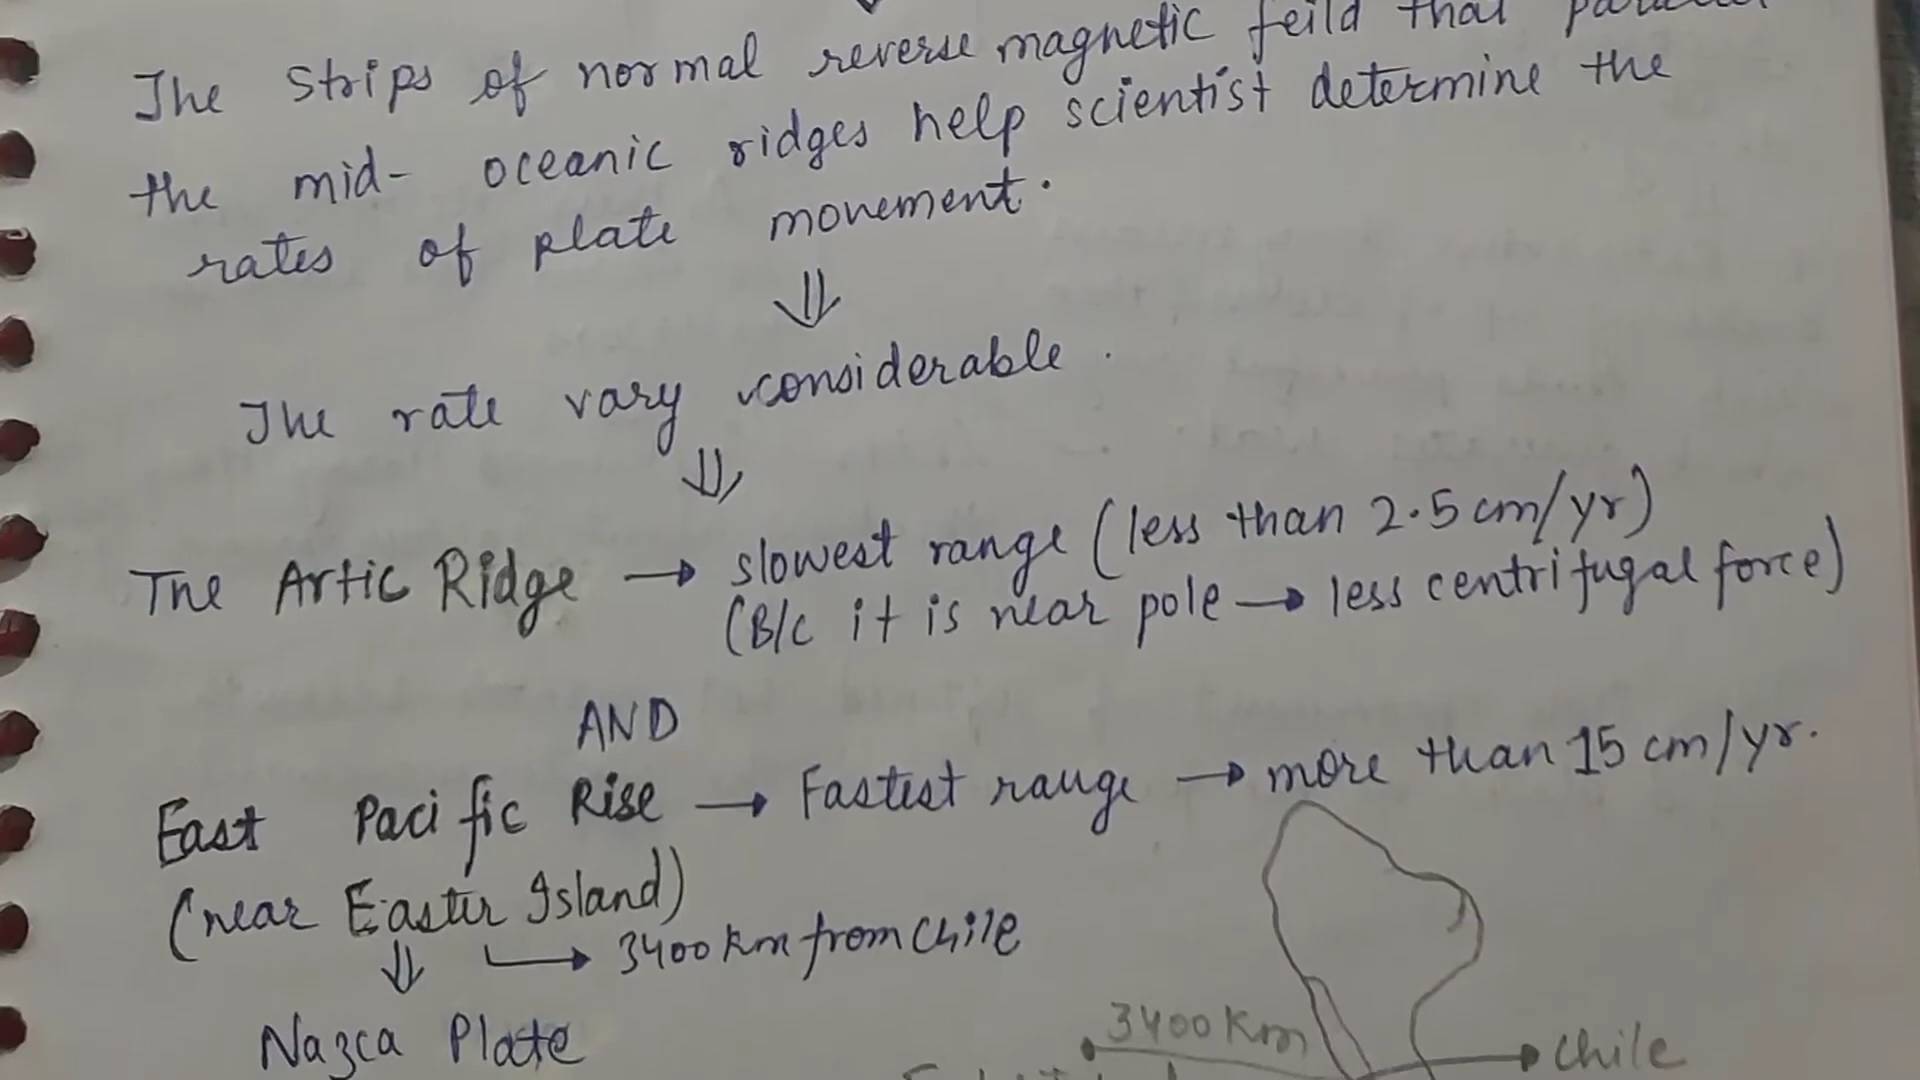 The strips of normal reverse magnetic feild that
the mid- oceanic ridges help scientist determine the
rates of plate movement.
⇓
The rate vary considerable.
⇓
The Artic Ridge → slowest range (less than 2.5 cm/yr)
(B/c it is near pole → less centrifugal force)
AND
East Pacific Rise → Fastest range → more than 15 cm/yr.
(near Easter Island)
↳ 3400 km from Chile
⇓
Nazca Plate
3400 Km
Chile